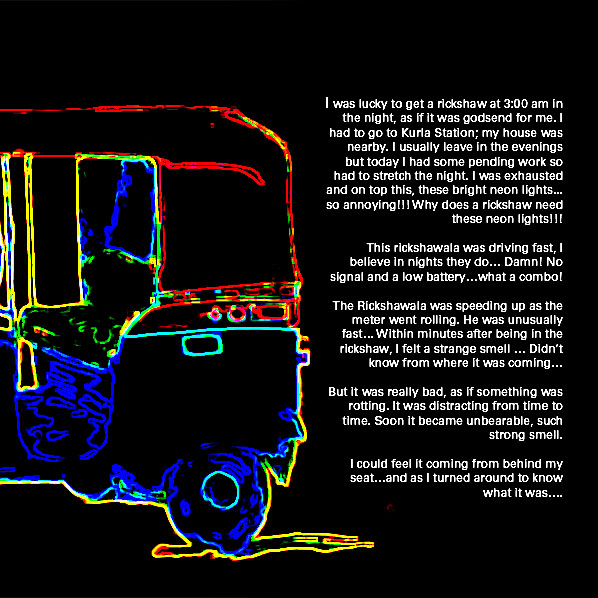 I was lucky to get a rickshaw at 3:00 am in
the night, as if it was godsend for me. I
had to go to Kurla Station; my house was
nearby. I usually leave in the evenings
but today I had some pending work so
had to stretch the night. I was exhausted
and on top this, these bright neon lights...
so annoying!!! Why does a rickshaw need
these neon lights!!!
This rickshawala was driving fast, I
believe in nights they do... Damn! No
signal and a low battery...what a combo!
The Rickshawala was speeding up as the
meter went rolling. He was unusually
fast... Within minutes after being in the
rickshaw, I felt a strange smell ... Didn't
know from where it was coming...
But it was really bad, as if something was
rotting. It was distracting from time to
time. Soon it became unbearable, such
strong smell.
I could feel it coming from behind my
seat...and as I turned around to know
what it was....